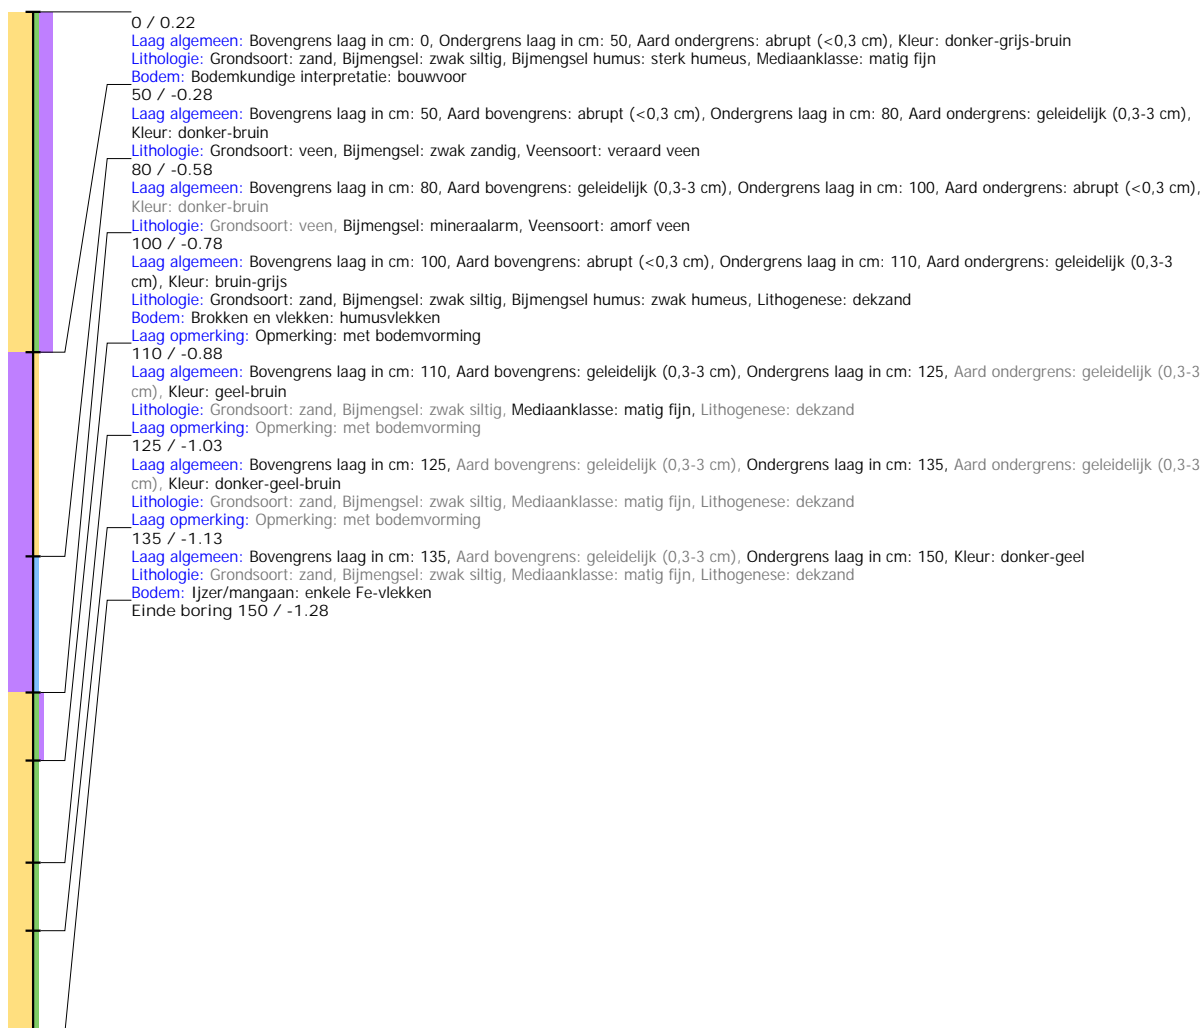 0 / 0.22
Laag algemeen: Bovengrens laag in cm: 0, Ondergrens laag in cm: 50, Aard ondergrens: abrupt (<0,3 cm), Kleur: donker-grijs-bruin
Lithologie: Grondsoort: zand, Bijmengsel: zwak siltig, Bijmengsel humus: sterk humeus, Mediaanklasse: matig fijn
Bodem: Bodemkundige interpretatie: bouwvoor
50 / -0.28
Laag algemeen: Bovengrens laag in cm: 50, Aard bovengrens: abrupt (<0,3 cm), Ondergrens laag in cm: 80, Aard ondergrens: geleidelijk (0,3-3 cm),
Kleur: donker-bruin
Lithologie: Grondsoort: veen, Bijmengsel: zwak zandig, Veensoort: veraard veen
80 / -0.58
Laag algemeen: Bovengrens laag in cm: 80, Aard bovengrens: geleidelijk (0,3-3 cm), Ondergrens laag in cm: 100, Aard ondergrens: abrupt (<0,3 cm),
Kleur: donker-bruin
Lithologie: Grondsoort: veen, Bijmengsel: mineraalarm, Veensoort: amorf veen
100 / -0.78
Laag algemeen: Bovengrens laag in cm: 100, Aard bovengrens: abrupt (<0,3 cm), Ondergrens laag in cm: 110, Aard ondergrens: geleidelijk (0,3-3
cm), Kleur: bruin-grijs
Lithologie: Grondsoort: zand, Bijmengsel: zwak siltig, Bijmengsel humus: zwak humeus, Lithogenese: dekzand
Bodem: Brokken en vlekken: humusvlekken
Laag opmerking: Opmerking: met bodemvorming
110 / -0.88
Laag algemeen: Bovengrens laag in cm: 110, Aard bovengrens: geleidelijk (0,3-3 cm), Ondergrens laag in cm: 125, Aard ondergrens: geleidelijk (0,3-3
cm), Kleur: geel-bruin
Lithologie: Grondsoort: zand, Bijmengsel: zwak siltig, Mediaanklasse: matig fijn, Lithogenese: dekzand
Laag opmerking: Opmerking: met bodemvorming
125 / -1.03
Laag algemeen: Bovengrens laag in cm: 125, Aard bovengrens: geleidelijk (0,3-3 cm), Ondergrens laag in cm: 135, Aard ondergrens: geleidelijk (0,3-3
cm), Kleur: donker-geel-bruin
Lithologie: Grondsoort: zand, Bijmengsel: zwak siltig, Mediaanklasse: matig fijn, Lithogenese: dekzand
Laag opmerking: Opmerking: met bodemvorming
135 / -1.13
Laag algemeen: Bovengrens laag in cm: 135, Aard bovengrens: geleidelijk (0,3-3 cm), Ondergrens laag in cm: 150, Kleur: donker-geel
Lithologie: Grondsoort: zand, Bijmengsel: zwak siltig, Mediaanklasse: matig fijn, Lithogenese: dekzand
Bodem: Ijzer/mangaan: enkele Fe-vlekken
Einde boring 150 / -1.28